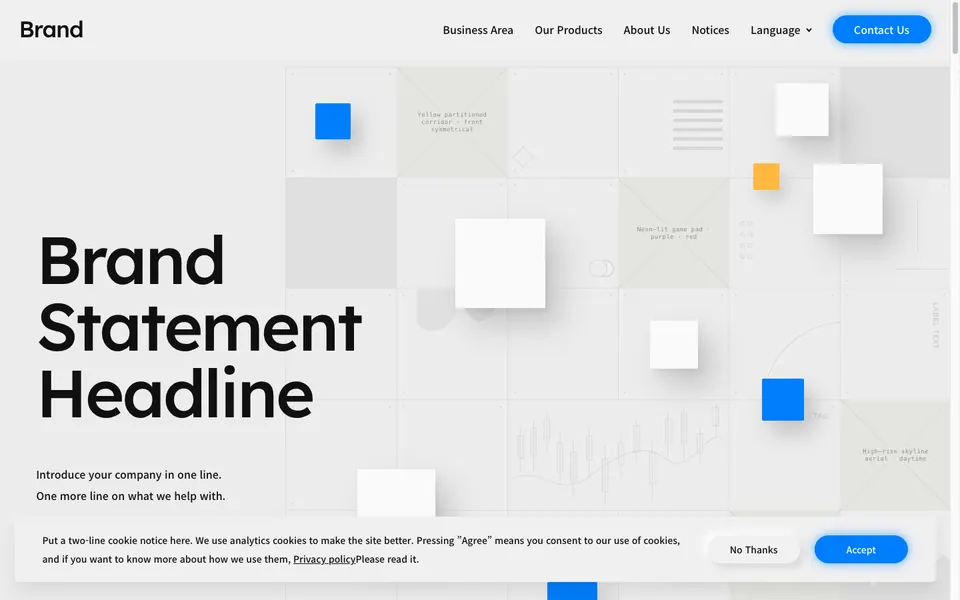 Brand
Business Area
Our Products
About Us
Notices
Language
Contact Us
Yellow partitioned
corridor · front
symmetrical
Neon-lit game pad ·
purple · red
LABEL TEXT
High-rise skyline
aerial · daytime
Brand
Statement
Headline
Introduce your company in one line.
One more line on what we help with.
Put a two-line cookie notice here. We use analytics cookies to make the site better. Pressing "Agree" means you consent to our use of cookies,
and if you want to know more about how we use them, Privacy policyPlease read it.
No Thanks
Accept